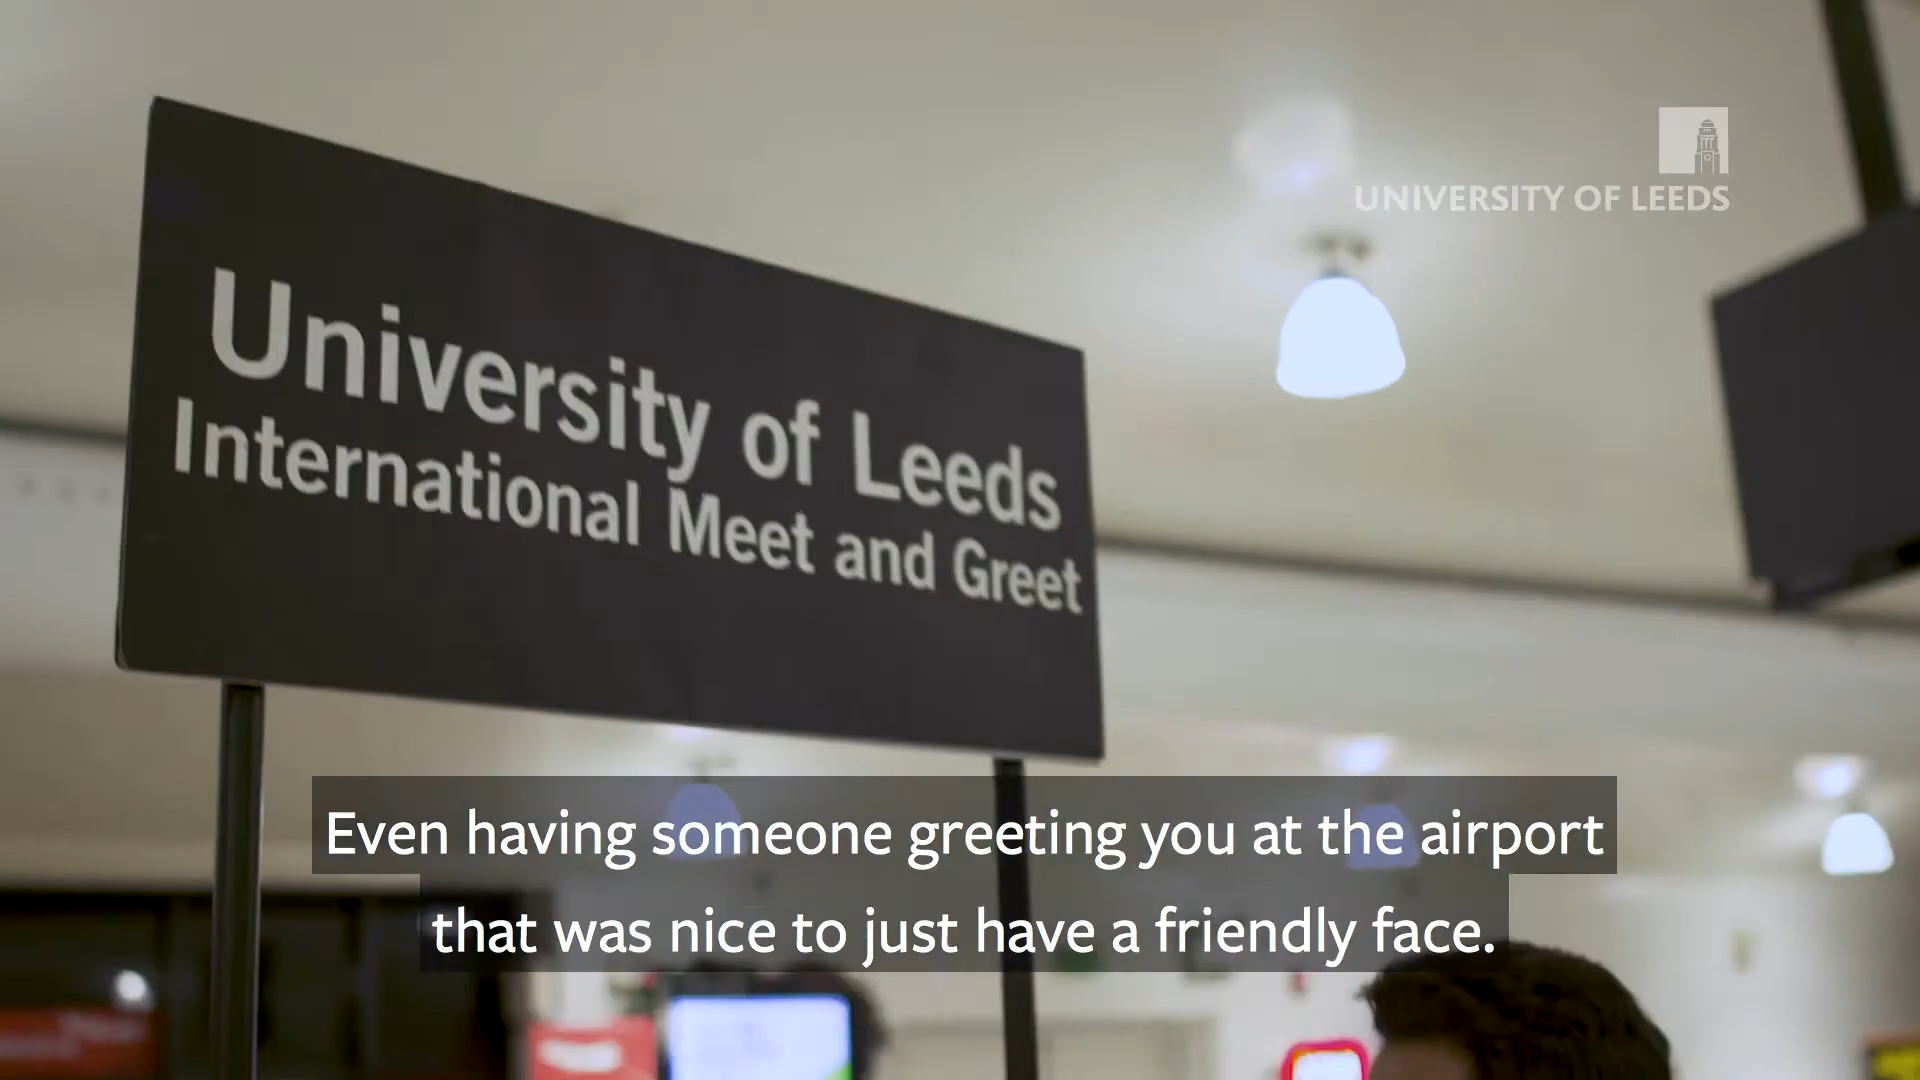 UNIVERSITY OF LEEDS
University of Leeds
International Meet and Greet
Even having someone greeting you at the airport
that was nice to just have a friendly face.